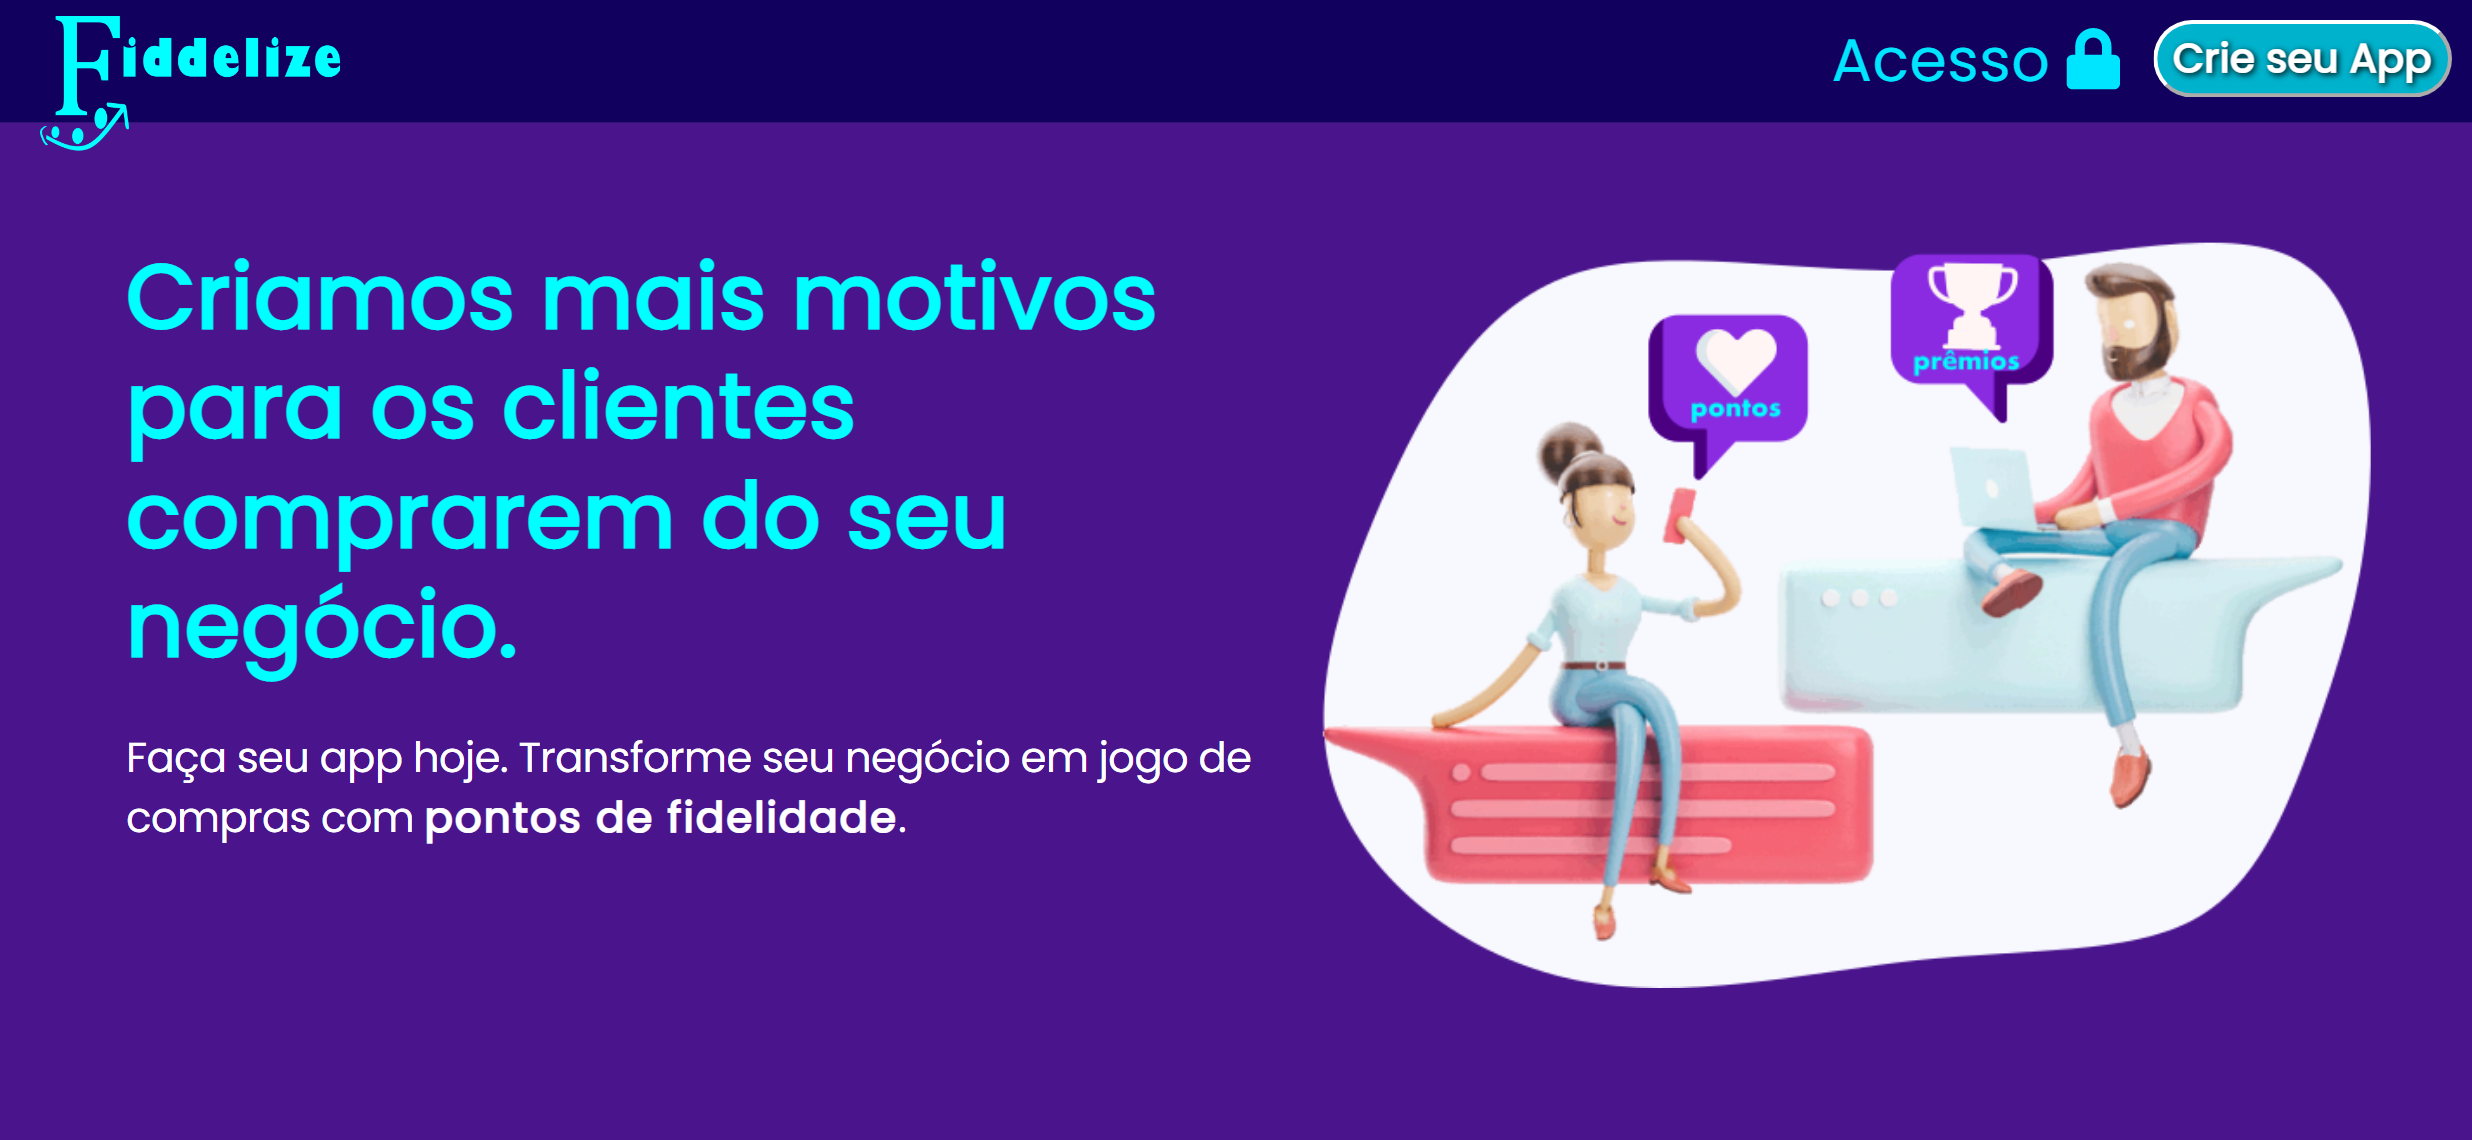 Fiddelize
Acesso
Crie seu App
Criamos mais motivos
para os clientes
comprarem do seu
negócio.
Faça seu app hoje. Transforme seu negócio em jogo de
compras com pontos de fidelidade.
pontos
prêmios